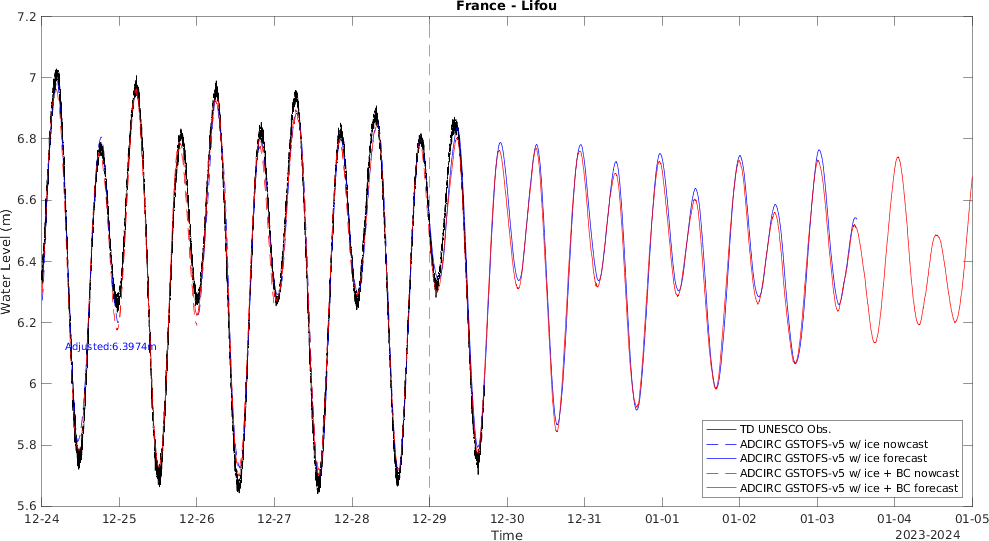 France - Lifou
Water Level (m)
7.2
7
6.8
6.6
6.4
6.2
6
5.8
5.6
Adjusted:6.3974m
TD UNESCO Obs.
ADCIRC GSTOFS-v5 w/ ice nowcast
ADCIRC GSTOFS-v5 w/ ice forecast
ADCIRC GSTOFS-v5 w/ ice + BC nowcast
ADCIRC GSTOFS-v5 w/ ice + BC forecast
12-24 12-25 12-26 12-27 12-28 12-29 12-30 12-31 01-01 01-02 01-03 01-04 01-05
Time
2023-2024